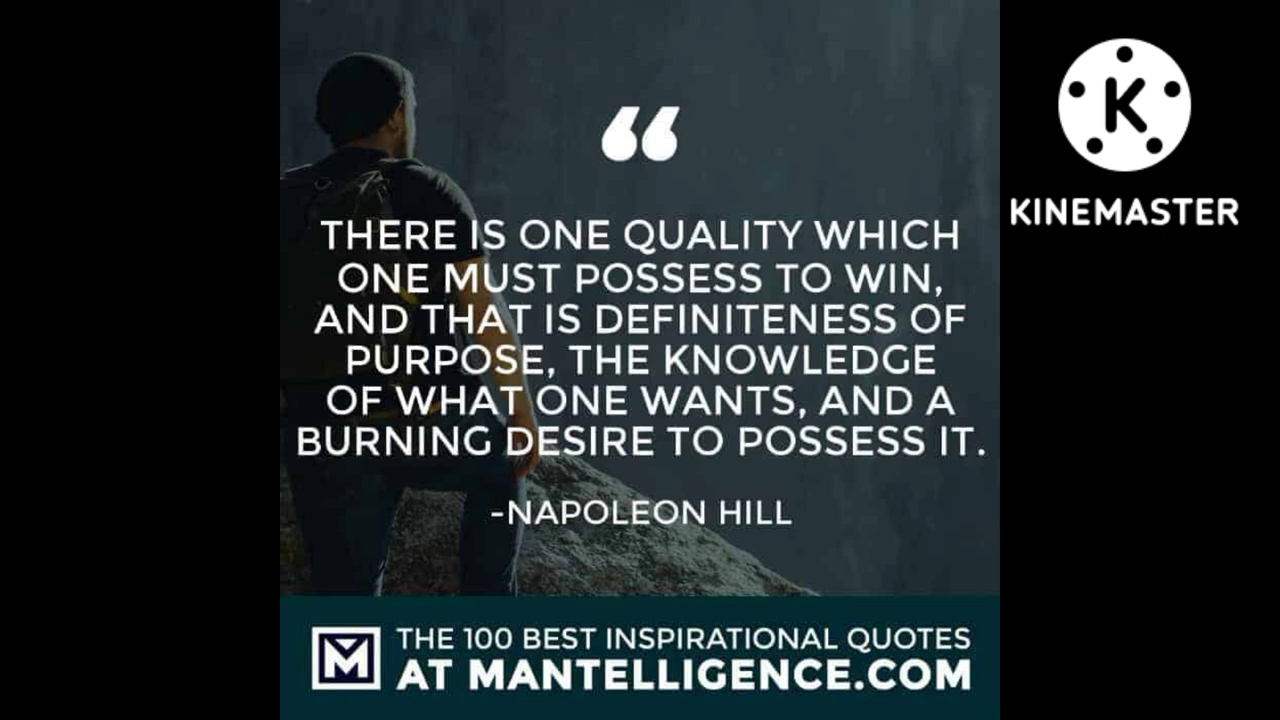 “
THERE IS ONE QUALITY WHICH
ONE MUST POSSESS TO WIN,
AND THAT IS DEFINITENESS OF
PURPOSE, THE KNOWLEDGE
OF WHAT ONE WANTS, AND A
BURNING DESIRE TO POSSESS IT.
-NAPOLEON HILL
M
THE 100 BEST INSPIRATIONAL QUOTES
AT MANTELLIGENCE.COM
K
KINEMASTER